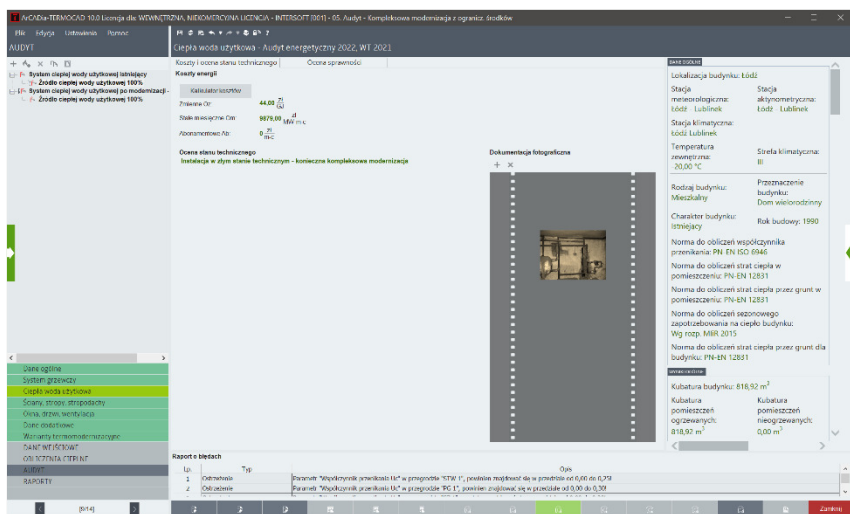 ArCADia-TERMOCAD 10.0 Licencja dla: WEWNĘTRZNA, NIEKOMERCYJNA LICENCJA - INTERSOFT [001] - 05. Audyt - Kompleksowa modernizacja z ogranicz. środków
Plik Edycja Ustawienia Pomoc
AUDYT
Ciepła woda użytkowa - Audyt energetyczny 2022, WT 2021
System ciepłej wody użytkowej istniejący
Źródło ciepłej wody użytkowej 100%
System ciepłej wody użytkowej po modernizacji -
Źródło ciepłej wody użytkowej 100%
Dane ogólne
System grzewczy
Ciepła woda użytkowa
Ściany, stropy, stropodachy
Okna, drzwi, wentylacja
Dane dodatkowe
Warianty termomodernizacyjne
DANE WEJŚCIOWE
OBLICZENIA CIEPLNE
AUDYT
RAPORTY
[9/14]
Koszty i ocena stanu technicznego Ocena sprawności
Koszty energii
Kalkulator kosztów
Zmienne Oz: 44,00 zł/GJ
Stałe miesięczne Om: 9879,00 zł/MW m-c
Abonamentowe Ab: 0 zł/m-c
Ocena stanu technicznego
Instalacja w złym stanie technicznym - konieczna kompleksowa modernizacja
Dokumentacja fotograficzna
DANE OGÓLNE
Lokalizacja budynku: Łódź
Stacja meteorologiczna: Łódź Lublinek
Stacja aktynometryczna: Łódź Lublinek
Stacja klimatyczna: Łódź Lublinek
Temperatura zewnętrzna: -20,00 °C
Strefa klimatyczna: III
Rodzaj budynku: Mieszkalny
Przeznaczenie budynku: Dom wielorodzinny
Charakter budynku: Istniejący
Rok budowy: 1990
Norma do obliczeń współczynnika
przenikania: PN-EN ISO 6946
Norma do obliczeń strat ciepła w
pomieszczeniu: PN-EN 12831
Norma do obliczeń strat ciepła przez grunt w
pomieszczeniu: PN-EN 12831
Norma do obliczeń sezonowego
zapotrzebowania na ciepło budynku:
Wg rozp. MIiR 2015
Norma do obliczeń strat ciepła przez grunt dla
budynku: PN-EN 12831
Kubatura budynku: 818,92 m³
Kubatura pomieszczeń ogrzewanych: 818,92 m³
Kubatura pomieszczeń nieogrzewanych: 0,00 m³
Raport o błędach
Lp. Typ Opis
1 Ostrzeżenie Parametr "Współczynnik przenikania Uc" w przegrodzie "STW 1", powinien znajdować się w przedziale od 0,00 do 0,25!
2 Ostrzeżenie Parametr "Współczynnik przenikania Uc" w przegrodzie "PG 1", powinien znajdować się w przedziale od 0,00 do 0,30!
Zamknij